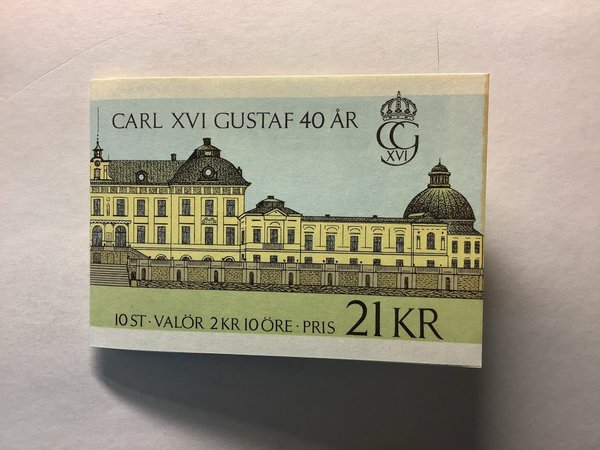 CARL XVI GUSTAF 40 ÅR
CG
XVI
10 ST · VALÖR 2 KR 10 ÖRE · PRIS 21 KR